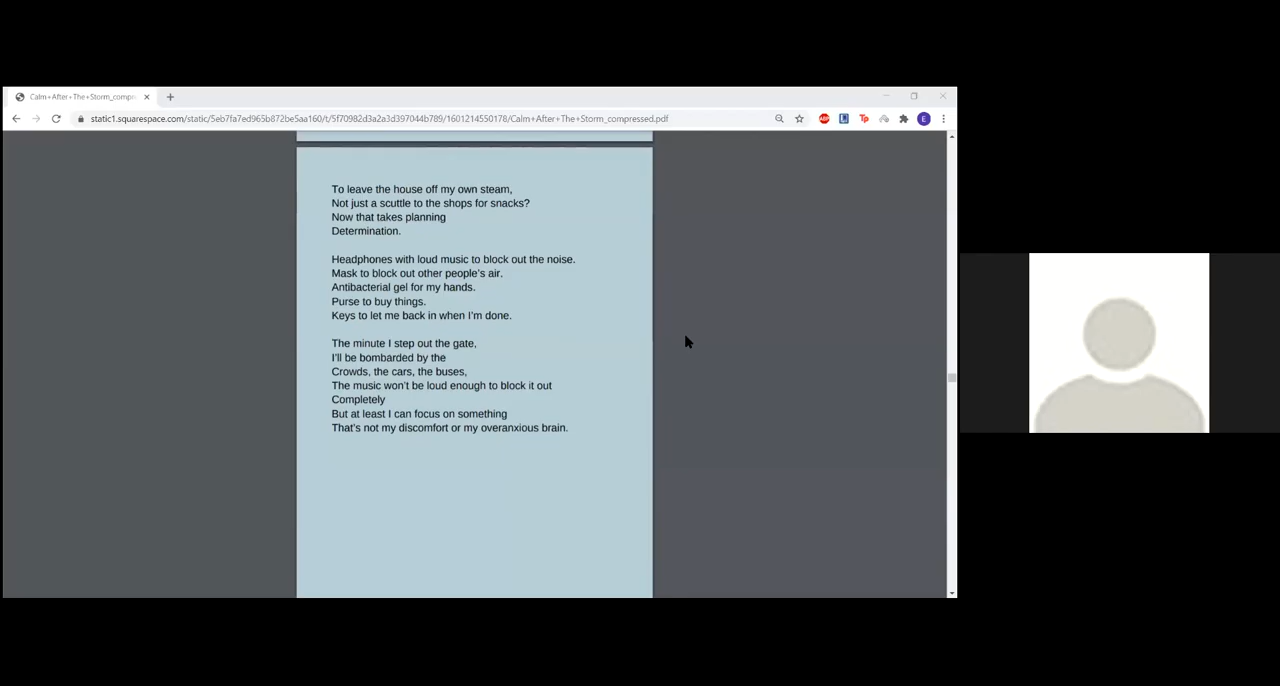 Calm+After+The+Storm_compre
static1.squarespace.com/static/5eb7fa7ed965b872be5aa160/t/5f70982d3a2a3d397044b789/1601214550178/Calm+After+The+Storm_compressed.pdf
ABP
Tp
E
To leave the house off my own steam,
Not just a scuttle to the shops for snacks?
Now that takes planning
Determination.
Headphones with loud music to block out the noise.
Mask to block out other people's air.
Antibacterial gel for my hands.
Purse to buy things.
Keys to let me back in when I'm done.
The minute I step out the gate,
I'll be bombarded by the
Crowds, the cars, the buses,
The music won't be loud enough to block it out
Completely
But at least I can focus on something
That's not my discomfort or my overanxious brain.